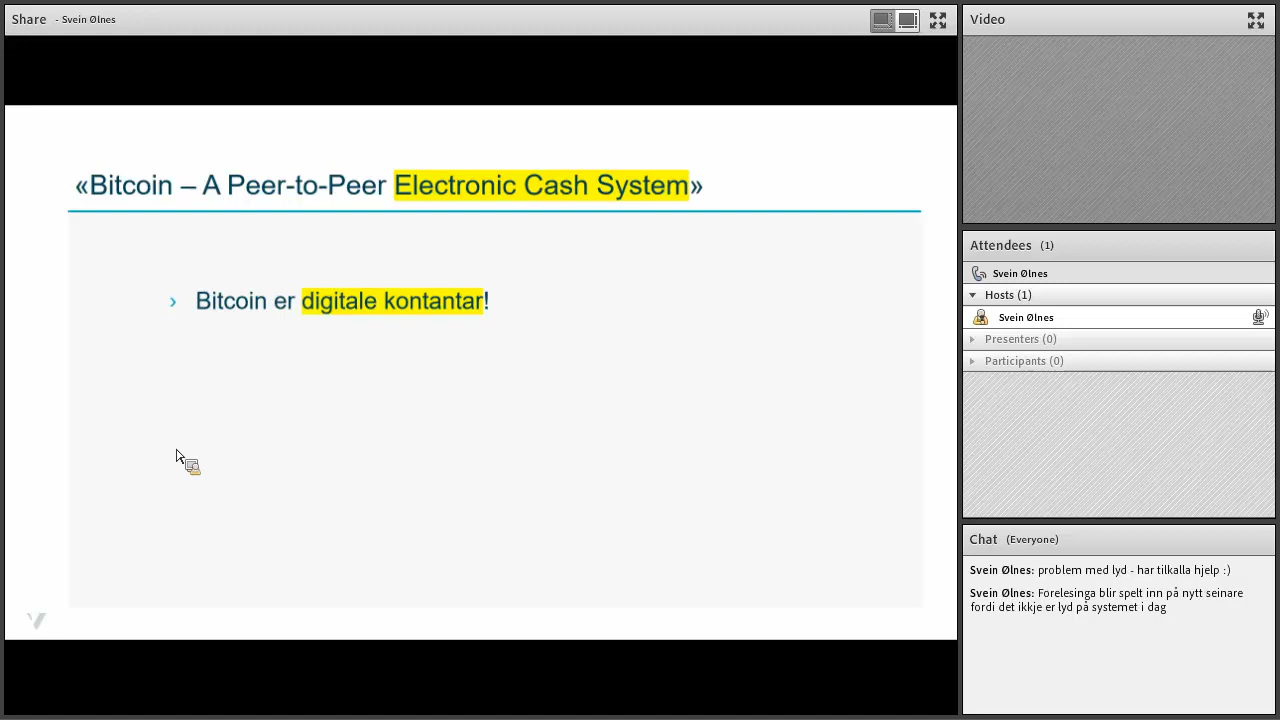 Share - Svein Ølnes
«Bitcoin – A Peer-to-Peer Electronic Cash System»
› Bitcoin er digitale kontantar!
Video
Attendees (1)
Svein Ølnes
Hosts (1)
Svein Ølnes
Presenters (0)
Participants (0)
Chat (Everyone)
Svein Ølnes: problem med lyd - har tilkalla hjelp :)
Svein Ølnes: Forelesinga blir spelt inn på nytt seinare
fordi det ikkje er lyd på systemet i dag